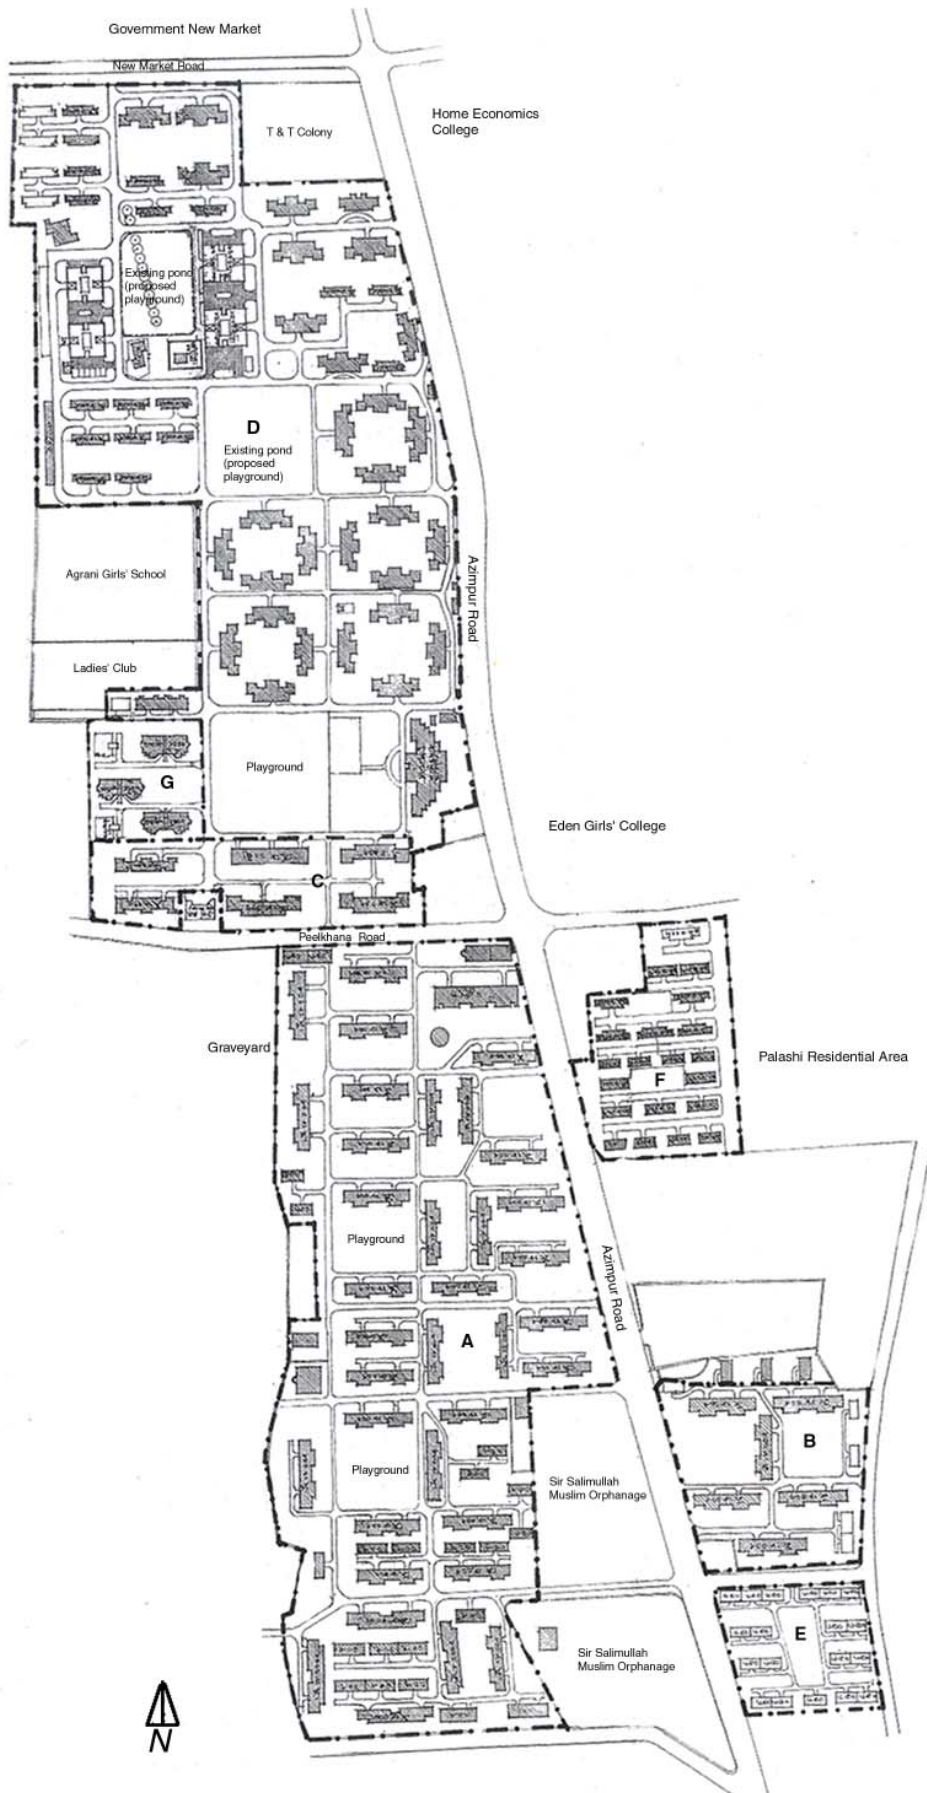 Government New Market
New Market Road
Home Economics
College
T & T Colony
Existing pond
(proposed
playground)
D
Existing pond
(proposed
playground)
Agrani Girls' School
Azimpur Road
Ladies' Club
G
Playground
Eden Girls' College
C
Peelkhana Road
Graveyard
Palashi Residential Area
F
Playground
Azimpur Road
A
B
Playground
Sir Salimullah
Muslim Orphanage
E
Sir Salimullah
Muslim Orphanage
N